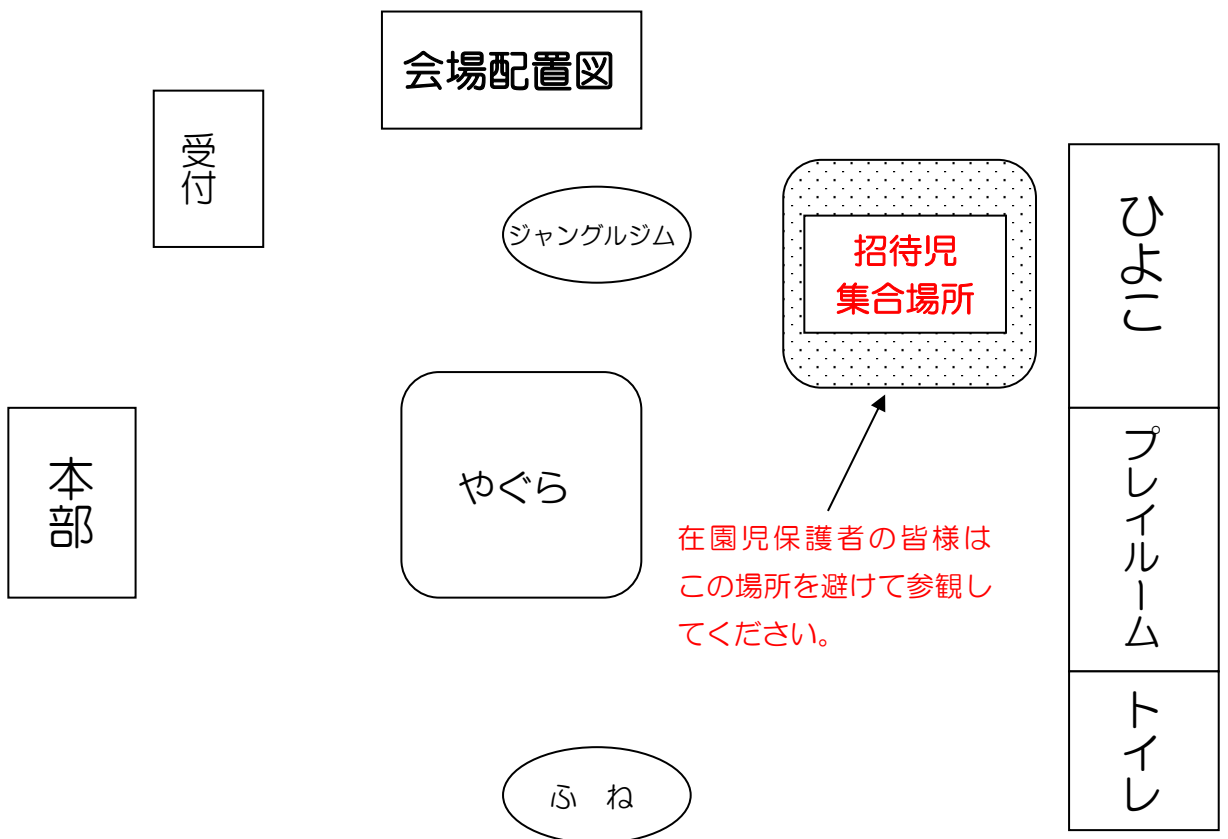 会場配置図
受付
ジャングルジム
招待児
集合場所
ひよこ
本部
やぐら
プレイルーム
在園児保護者の皆様は
この場所を避けて参観し
てください。
トイレ
ふ ね